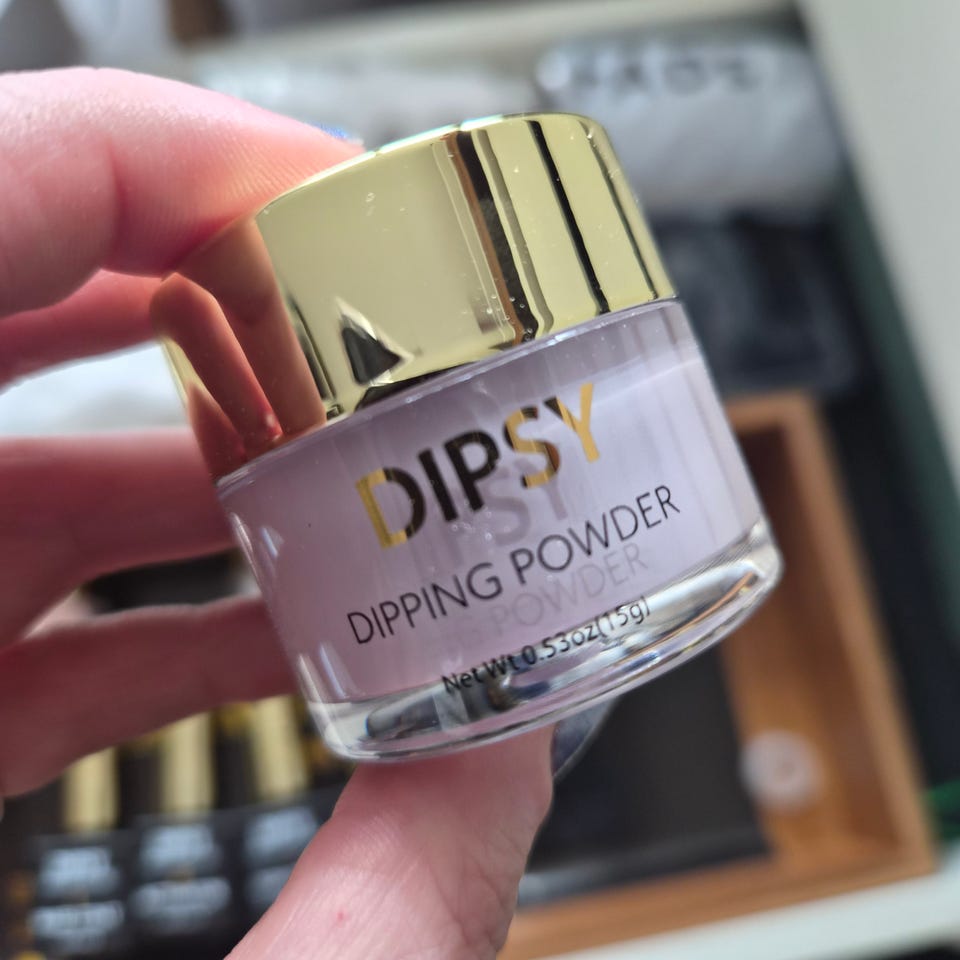 DIPSY
DIPPING POWDER
Net Wt 0.53oz(15g)